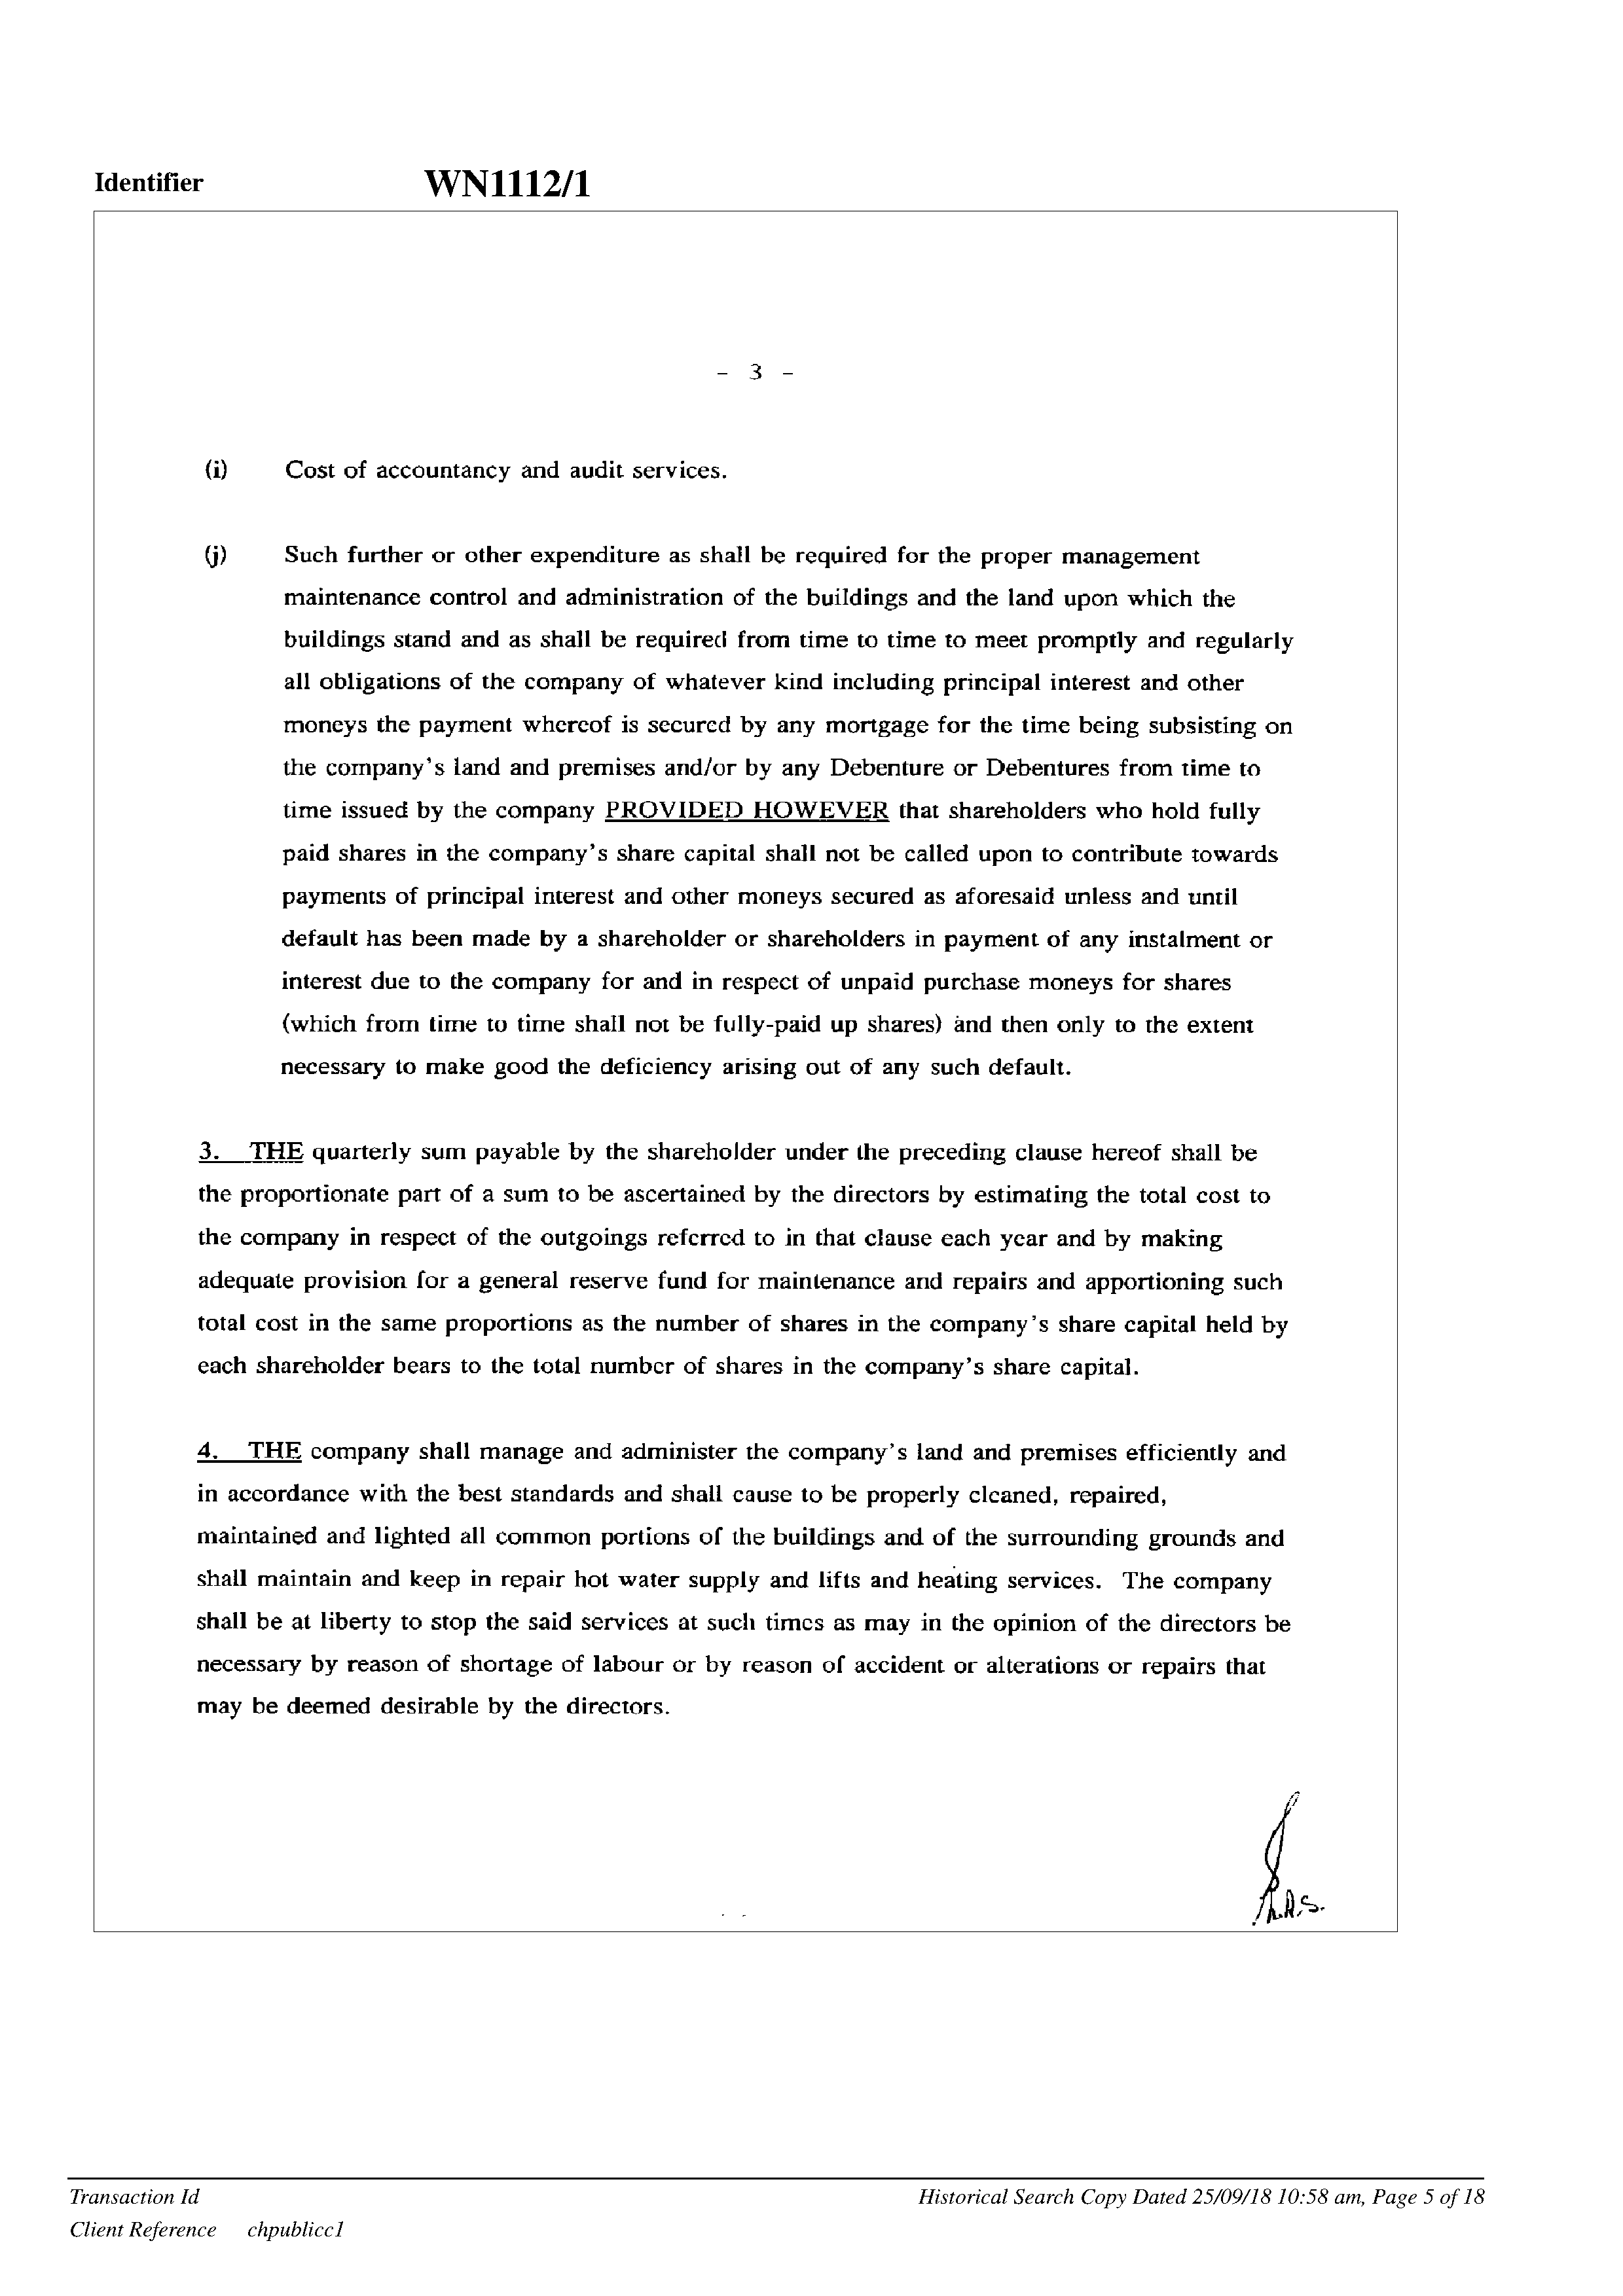 Identifier WN1112/1
- 3 -
(i) Cost of accountancy and audit services.
(j) Such further or other expenditure as shall be required for the proper management
maintenance control and administration of the buildings and the land upon which the
buildings stand and as shall be required from time to time to meet promptly and regularly
all obligations of the company of whatever kind including principal interest and other
moneys the payment whereof is secured by any mortgage for the time being subsisting on
the company's land and premises and/or by any Debenture or Debentures from time to
time issued by the company PROVIDED HOWEVER that shareholders who hold fully
paid shares in the company's share capital shall not be called upon to contribute towards
payments of principal interest and other moneys secured as aforesaid unless and until
default has been made by a shareholder or shareholders in payment of any instalment or
interest due to the company for and in respect of unpaid purchase moneys for shares
(which from time to time shall not be fully-paid up shares) and then only to the extent
necessary to make good the deficiency arising out of any such default.
3. THE quarterly sum payable by the shareholder under the preceding clause hereof shall be
the proportionate part of a sum to be ascertained by the directors by estimating the total cost to
the company in respect of the outgoings referred to in that clause each year and by making
adequate provision for a general reserve fund for maintenance and repairs and apportioning such
total cost in the same proportions as the number of shares in the company's share capital held by
each shareholder bears to the total number of shares in the company's share capital.
4. THE company shall manage and administer the company's land and premises efficiently and
in accordance with the best standards and shall cause to be properly cleaned, repaired,
maintained and lighted all common portions of the buildings and of the surrounding grounds and
shall maintain and keep in repair hot water supply and lifts and heating services. The company
shall be at liberty to stop the said services at such times as may in the opinion of the directors be
necessary by reason of shortage of labour or by reason of accident or alterations or repairs that
may be deemed desirable by the directors.
Transaction Id
Historical Search Copy Dated 25/09/18 10:58 am, Page 5 of 18
Client Reference chpubliccl